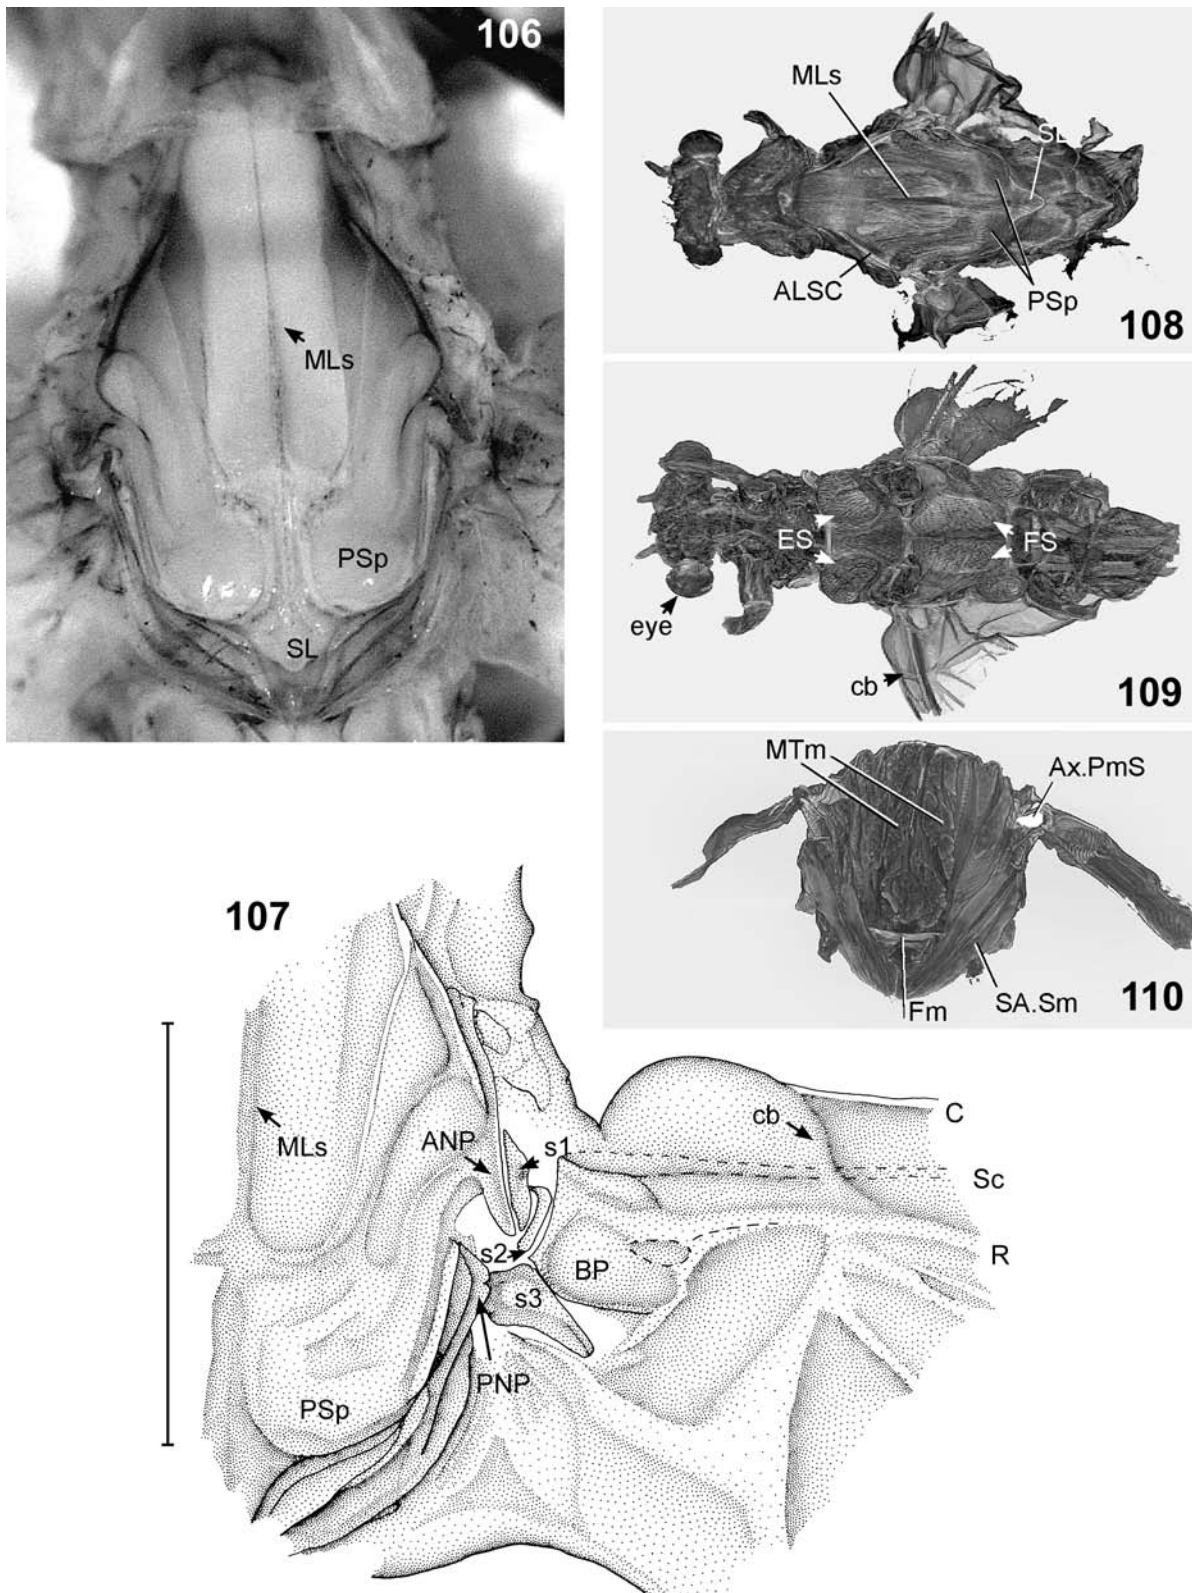 106
MLs
PSp
SL
MLs
SL
ALSC
PSp
108
ES
FS
eye
cb
109
MTm
Ax.PmS
Fm
SA.Sm
110
107
C
cb
MLs
ANP
s1
Sc
s2
BP
R
s3
PNP
PSp